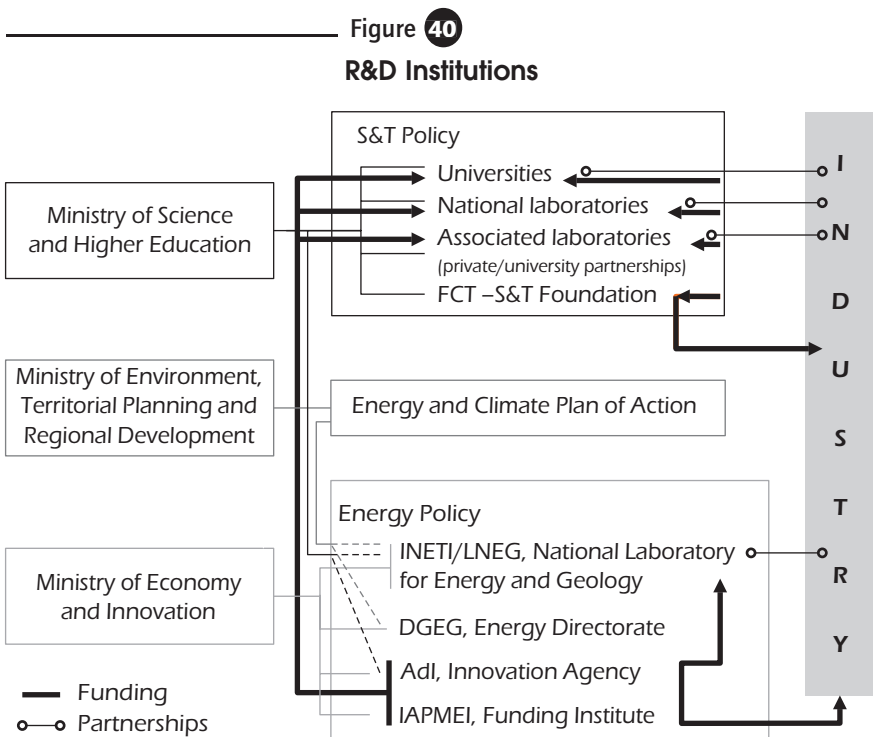 Figure 40
R&D Institutions
S&T Policy
Universities
National laboratories
Associated laboratories
(private/university partnerships)
FCT –S&T Foundation
Ministry of Science
and Higher Education
Ministry of Environment,
Territorial Planning and
Regional Development
Energy and Climate Plan of Action
Energy Policy
INETI/LNEG, National Laboratory
for Energy and Geology
DGEG, Energy Directorate
AdI, Innovation Agency
IAPMEI, Funding Institute
Ministry of Economy
and Innovation
Funding
Partnerships
I
N
D
U
S
T
R
Y